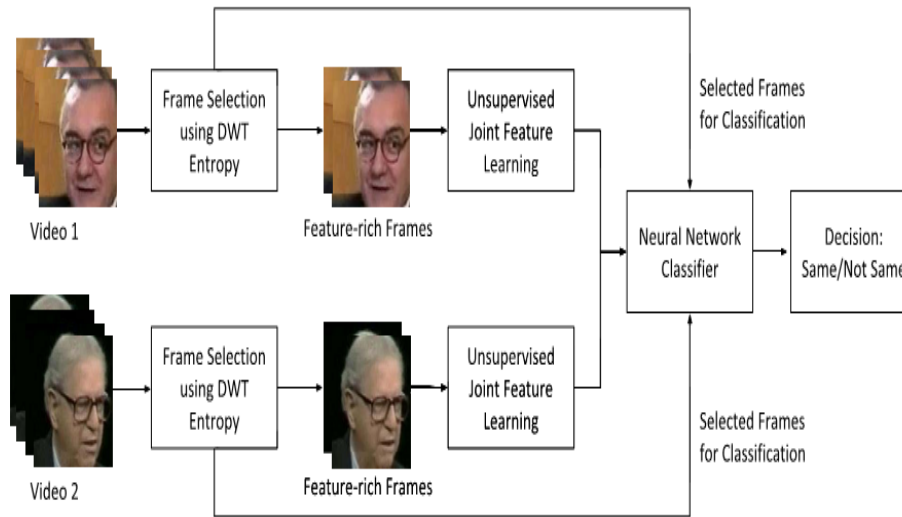 Frame Selection
using DWT
Entropy
Unsupervised
Joint Feature
Learning
Selected Frames
for Classification
Video 1
Feature-rich Frames
Neural Network
Classifier
Decision:
Same/Not Same
Frame Selection
using DWT
Entropy
Unsupervised
Joint Feature
Learning
Selected Frames
for Classification
Video 2
Feature-rich Frames